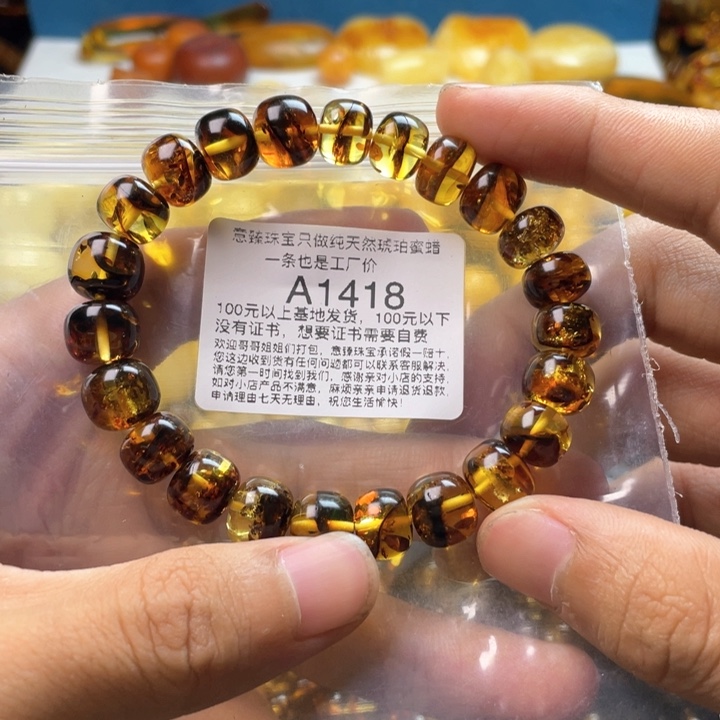 意臻珠宝只做纯天然琥珀蜜蜡
一条也是工厂价
A1418
100元以上基地发货，100元以下
没有证书，想要证书需要自费
欢迎哥哥姐姐们打包，意臻珠宝承诺假一赔十，
您这边收到货有任何问题都可以联系客服解决，
请您第一时间找到我们，感谢亲对小店的支持，
如对小店产品不满意，麻烦亲亲申请退货退款，
申请理由七天无理由，祝您生活愉快！